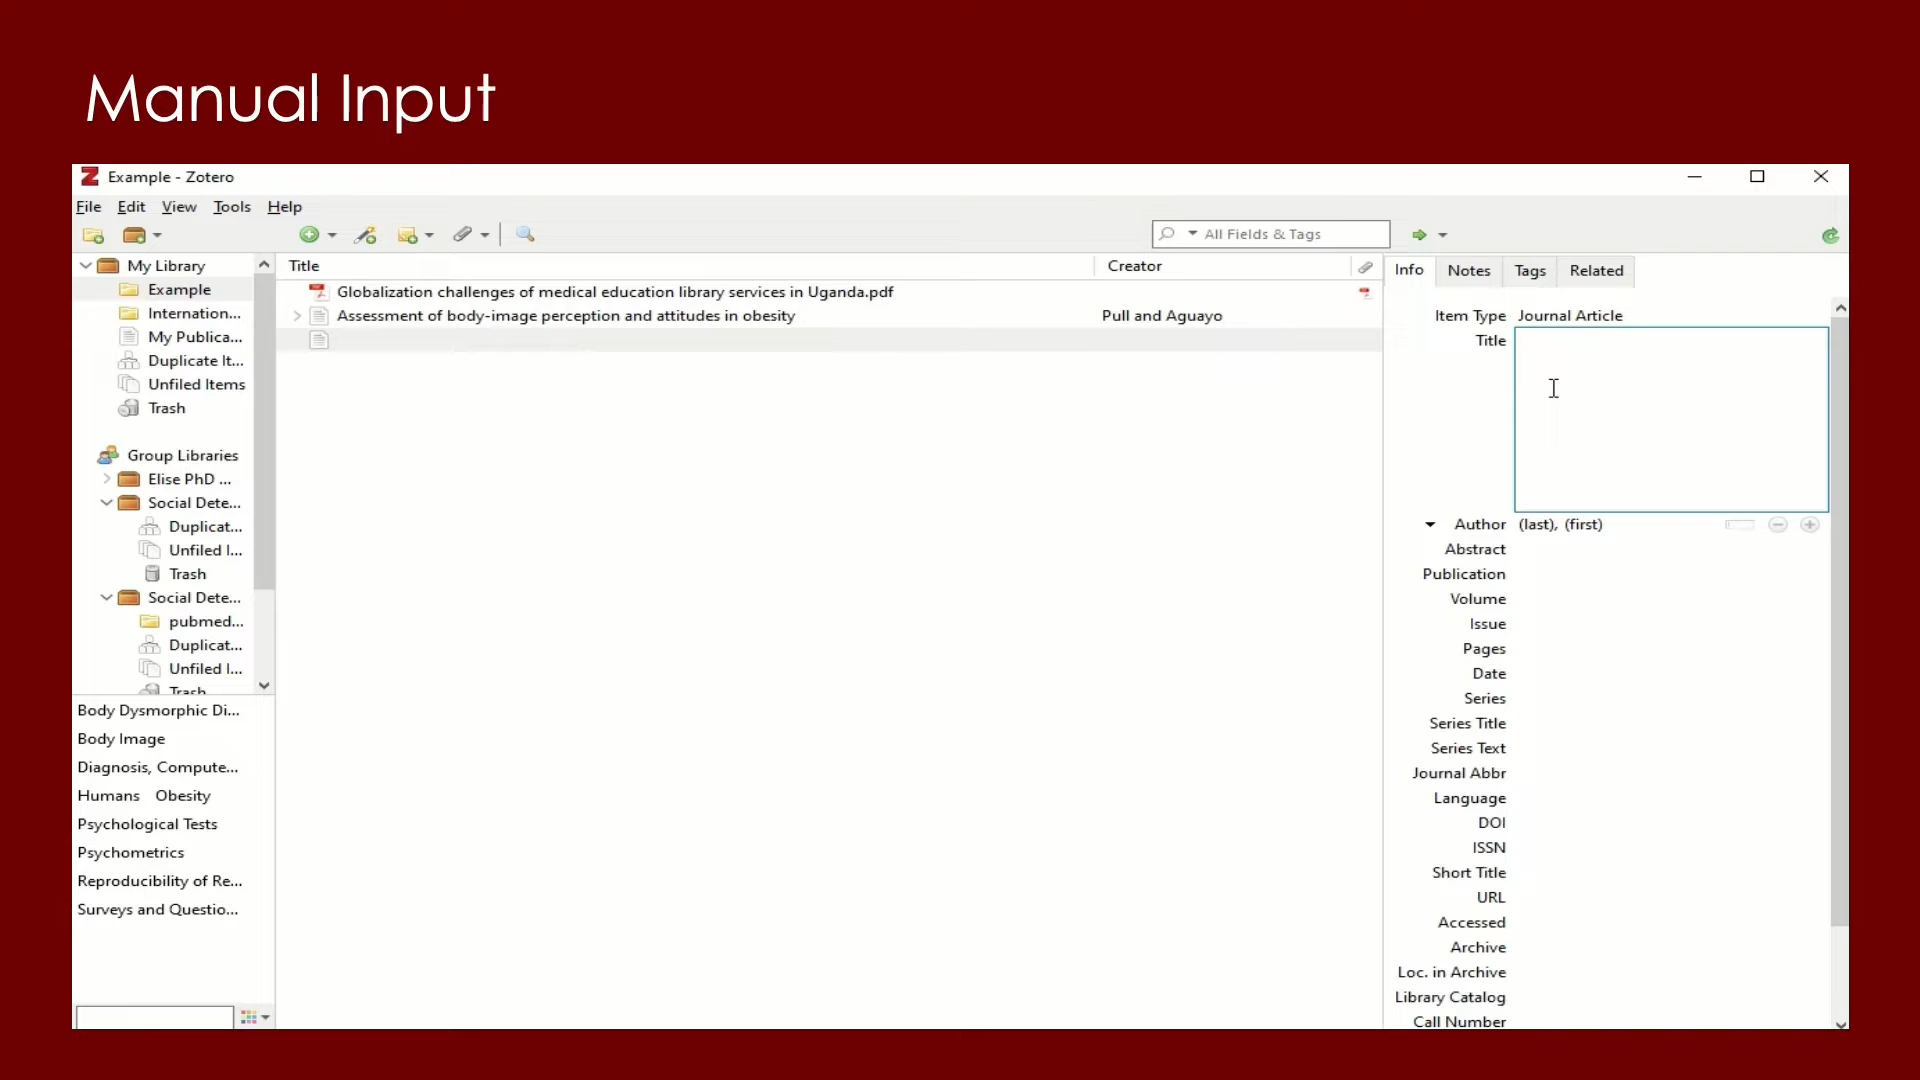 Manual Input
Example - Zotero
File Edit View Tools Help
All Fields & Tags
My Library
Example
Internation...
My Publica...
Duplicate It...
Unfiled Items
Trash
Group Libraries
Elise PhD ...
Social Dete...
Duplicat...
Unfiled I...
Trash
Social Dete...
pubmed...
Duplicat...
Unfiled I...
Trash
Body Dysmorphic Di...
Body Image
Diagnosis, Compute...
Humans Obesity
Psychological Tests
Psychometrics
Reproducibility of Re...
Surveys and Questio...
Title Creator
Globalization challenges of medical education library services in Uganda.pdf
Assessment of body-image perception and attitudes in obesity Pull and Aguayo
Info Notes Tags Related
Item Type Journal Article
Title
Author (last), (first)
Abstract
Publication
Volume
Issue
Pages
Date
Series
Series Title
Series Text
Journal Abbr
Language
DOI
ISSN
Short Title
URL
Accessed
Archive
Loc. in Archive
Library Catalog
Call Number